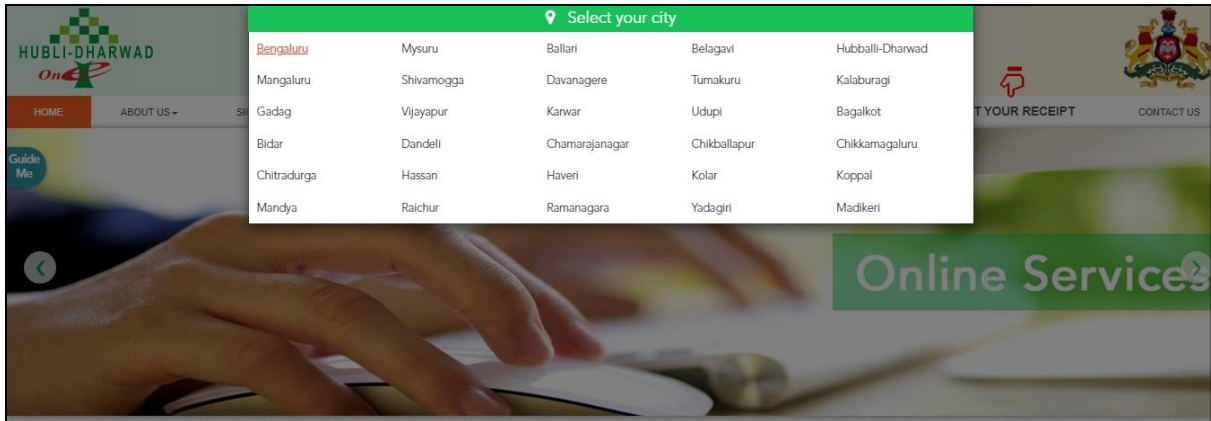 Select your city
HUBLI-DHARWAD
One
Bengaluru Mysuru Ballari Belagavi Hubballi-Dharwad
Mangaluru Shivamogga Davanagere Tumakuru Kalaburagi
HOME ABOUT US Gadag Vijayapur Karwar Udupi Bagalkot T YOUR RECEIPT CONTACT US
Bidar Dandeli Chamarajanagar Chikballapur Chikkamagaluru
Guide
Me
Chitradurga Hassan Haveri Kolar Koppal
Mandya Raichur Ramanagara Yadagiri Madikeri
Online Services